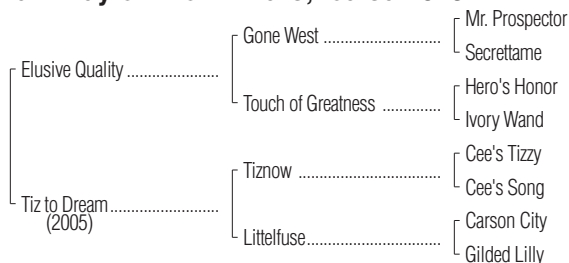 Mr. Prospector
Gone West ....................
Secrettame
Elusive Quality .......................
Hero's Honor
Touch of Greatness ..............
Ivory Wand
Cee's Tizzy
Tiznow ...........................
Cee's Song
Tiz to Dream...........................
(2005)
Carson City
Littelfuse.........................
Gilded Lilly